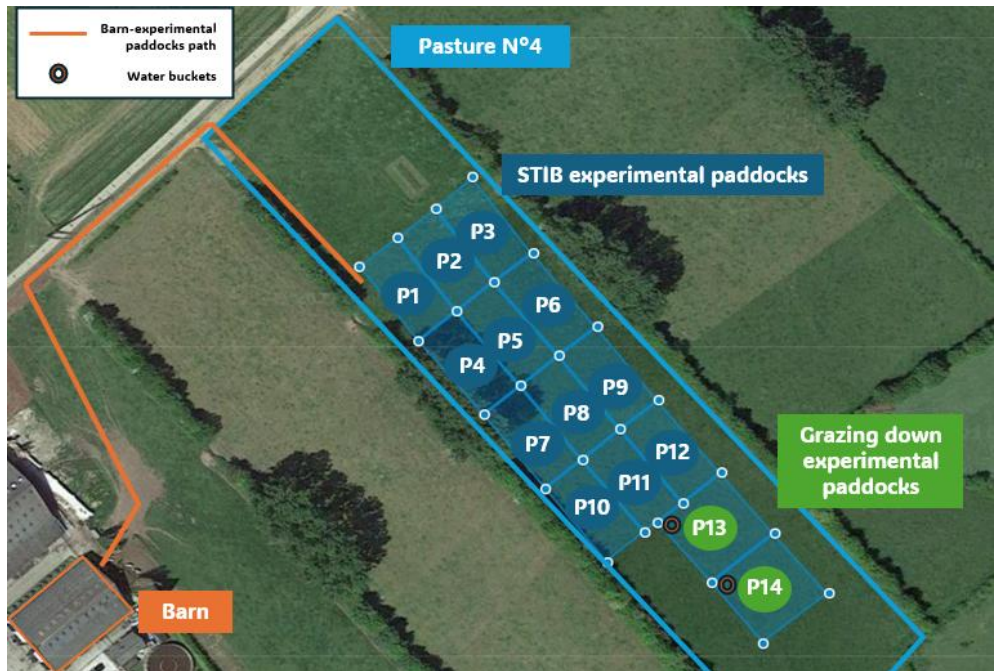 Barn-experimental
paddocks path
Water buckets
Pasture N°4
STIB experimental paddocks
P3
P2
P1
P6
P5
P4
P9
P8
P7
P12
P11
P10
Grazing down
experimental
paddocks
P13
P14
Barn